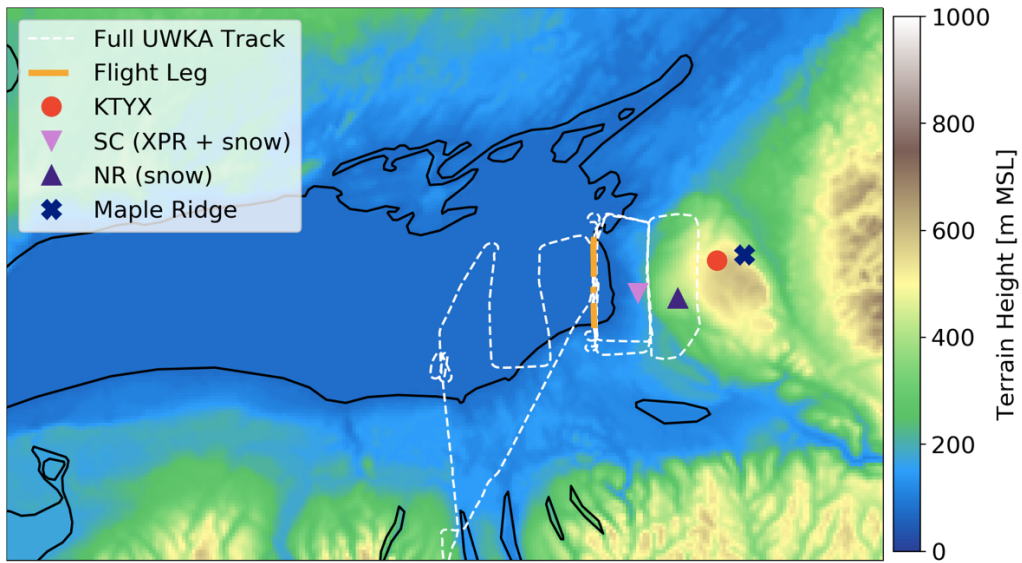 Full UWKA Track
Flight Leg
KTYX
SC (XPR + snow)
NR (snow)
Maple Ridge
1000
800
600
400
200
0
Terrain Height [m MSL]